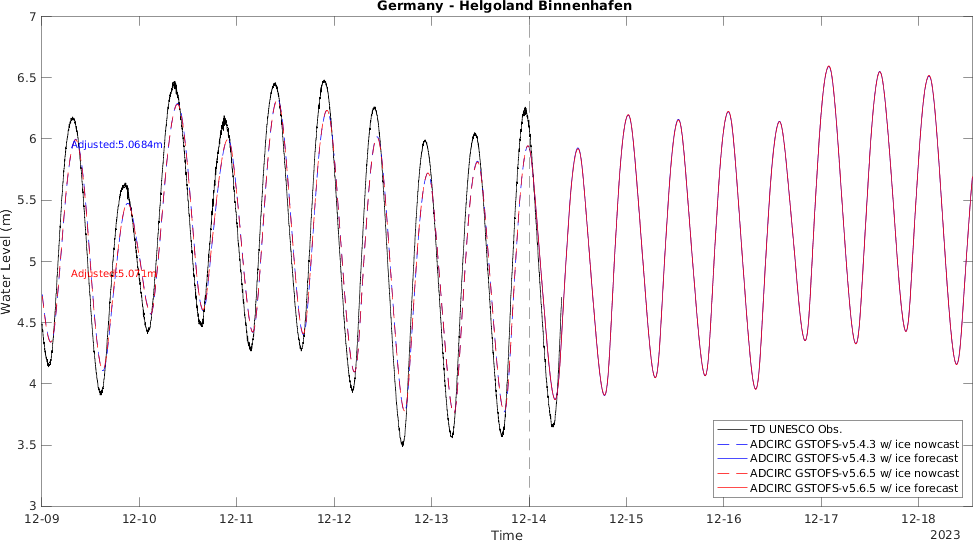 Germany - Helgoland Binnenhafen
7
6.5
6
5.5
5
4.5
4
3.5
3
Water Level (m)
Adjusted:5.0684m
Adjusted:5.071m
TD UNESCO Obs.
ADCIRC GSTOFS-v5.4.3 w/ ice nowcast
ADCIRC GSTOFS-v5.4.3 w/ ice forecast
ADCIRC GSTOFS-v5.6.5 w/ ice nowcast
ADCIRC GSTOFS-v5.6.5 w/ ice forecast
12-09 12-10 12-11 12-12 12-13 12-14 12-15 12-16 12-17 12-18
Time
2023